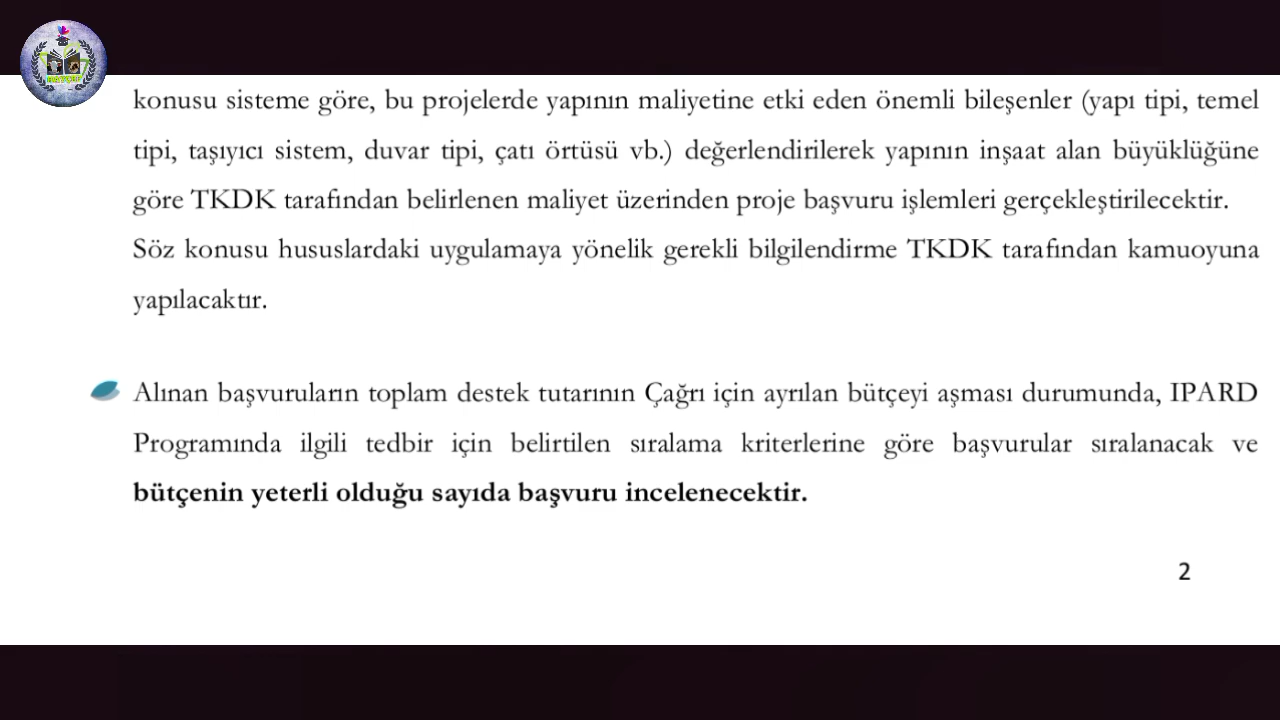 konusu sisteme göre, bu projelerde yapının maliyetine etki eden önemli bileşenler (yapı tipi, temel
tipi, taşıyıcı sistem, duvar tipi, çatı örtüsü vb.) değerlendirilerek yapının inşaat alan büyüklüğüne
göre TKDK tarafından belirlenen maliyet üzerinden proje başvuru işlemleri gerçekleştirilecektir.
Söz konusu hususlardaki uygulamaya yönelik gerekli bilgilendirme TKDK tarafından kamuoyuna
yapılacaktır.
Alınan başvuruların toplam destek tutarının Çağrı için ayrılan bütçeyi aşması durumunda, IPARD
Programında ilgili tedbir için belirtilen sıralama kriterlerine göre başvurular sıralanacak ve
bütçenin yeterli olduğu sayıda başvuru incelenecektir.
2